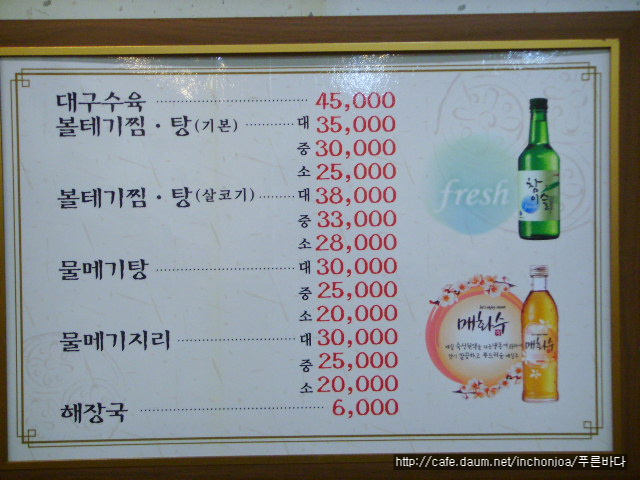 대구수육 45,000
볼테기찜·탕(기본) 대 35,000
중 30,000
소 25,000
볼테기찜·탕(살코기) 대 38,000
중 33,000
소 28,000
물메기탕 대 30,000
중 25,000
소 20,000
물메기지리 대 30,000
중 25,000
소 20,000
해장국 6,000
fresh
참이슬
매화수
http://cafe.daum.net/inchonjoa/푸른바다